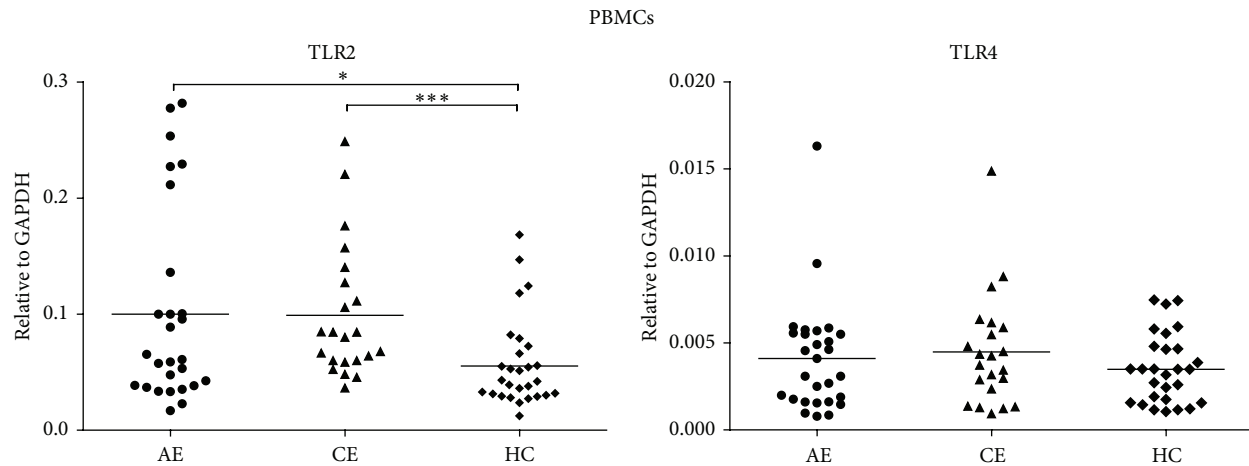 PBMCs
TLR2
*
***
Relative to GAPDH
0.3
0.2
0.1
0.0
AE
CE
HC
TLR4
Relative to GAPDH
0.020
0.015
0.010
0.005
0.000
AE
CE
HC